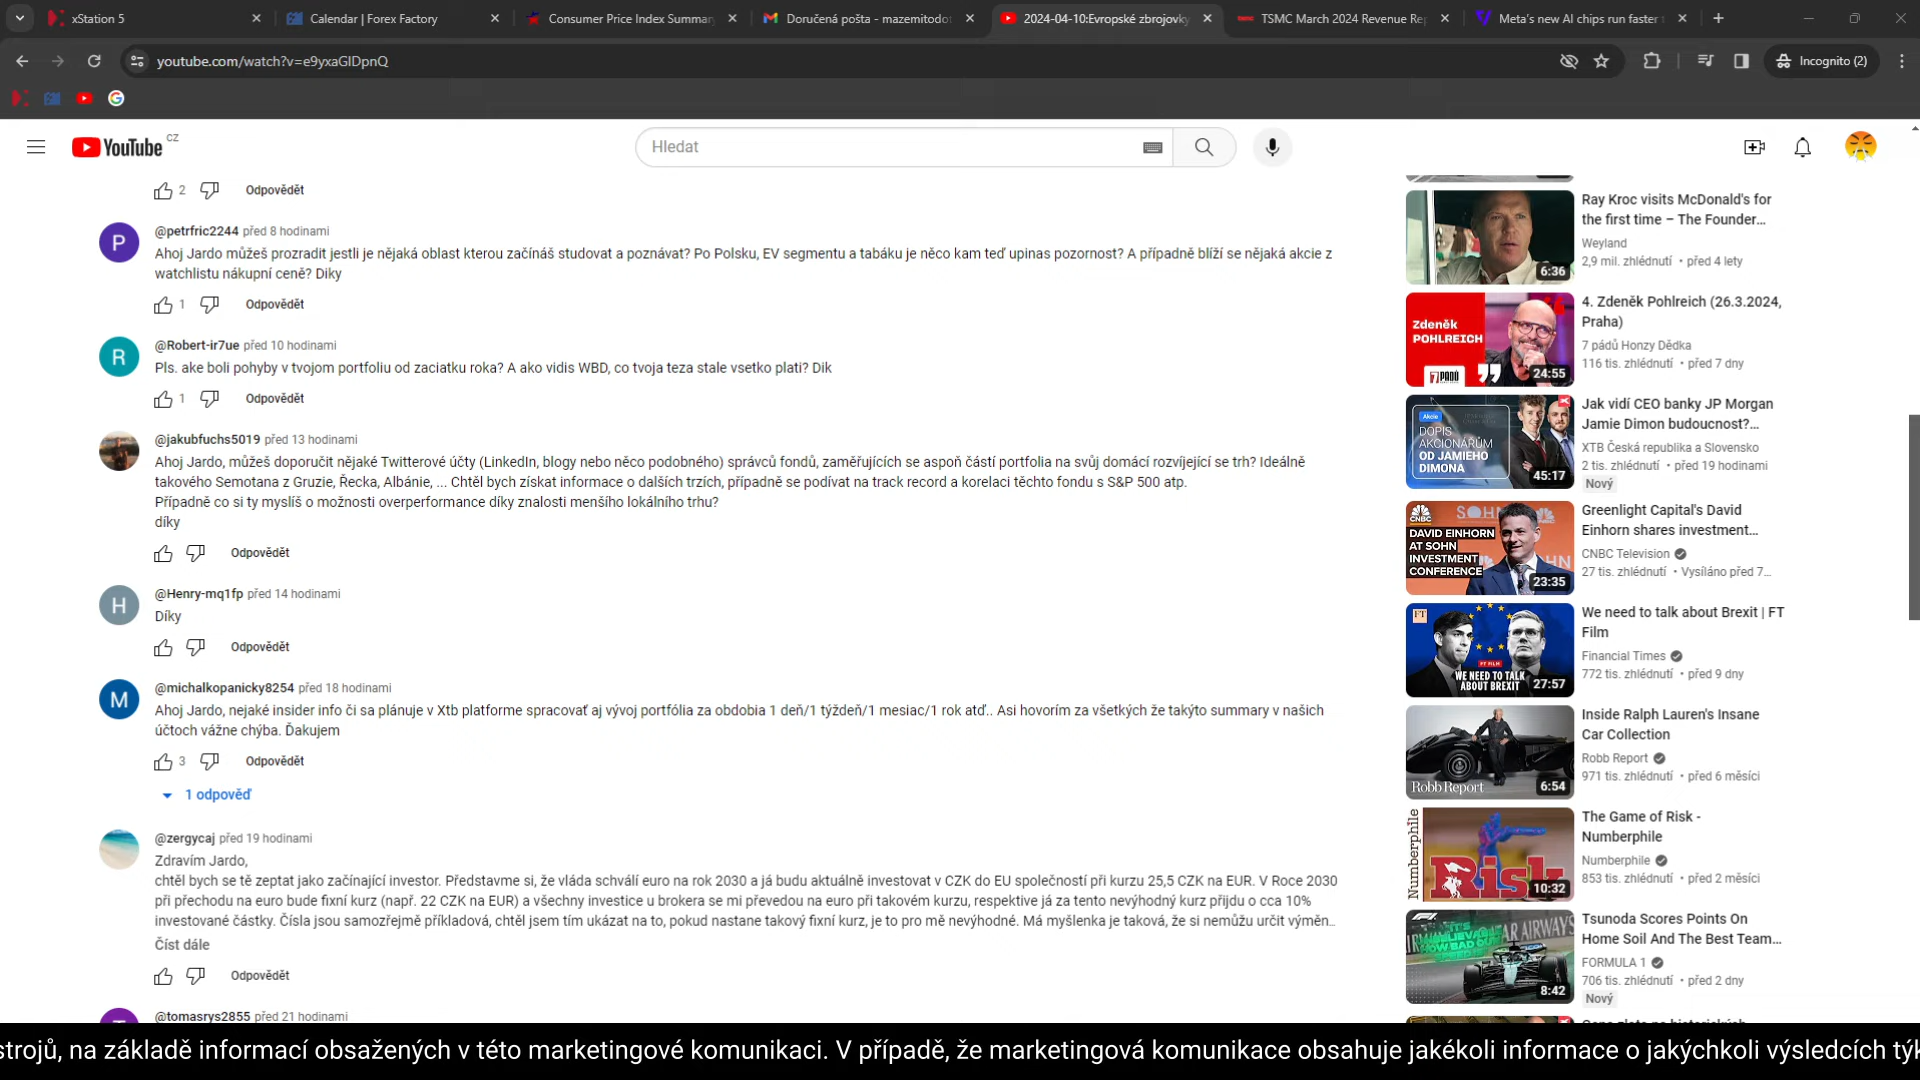 xStation 5
Calendar | Forex Factory
Consumer Price Index Summary
Doručená pošta - mazemitodo
2024-04-10:Evropské zbrojovky
TSMC March 2024 Revenue Re
Meta's new AI chips run faster
youtube.com/watch?v=e9yxaGlDpnQ
Incognito (2)
YouTube CZ
Hledat
2
Odpovědět
@petrfric2244 před 8 hodinami
Ahoj Jardo můžeš prozradit jestli je nějaká oblast kterou začínáš studovat a poznávat? Po Polsku, EV segmentu a tabáku je něco kam teď upinas pozornost? A případně blíží se nějaká akcie z
watchlistu nákupní ceně? Diky
1
Odpovědět
@Robert-ir7ue před 10 hodinami
Pls. ake boli pohyby v tvojom portfoliu od zaciatku roka? A ako vidis WBD, co tvoja teza stale vsetko plati? Dik
1
Odpovědět
@jakubfuchs5019 před 13 hodinami
Ahoj Jardo, můžeš doporučit nějaké Twitterové účty (LinkedIn, blogy nebo něco podobného) správců fondů, zaměřujících se aspoň částí portfolia na svůj domácí rozvíjející se trh? Ideálně
takového Semotana z Gruzie, Řecka, Albánie, ... Chtěl bych získat informace o dalších trzích, případně se podívat na track record a korelaci těchto fondu s S&P 500 atp.
Případně co si ty myslíš o možnosti overperformance díky znalosti menšího lokálního trhu?
díky
Odpovědět
@Henry-mq1fp před 14 hodinami
Díky
Odpovědět
@michalkopanicky8254 před 18 hodinami
Ahoj Jardo, nejaké insider info či sa plánuje v Xtb platforme spracovať aj vývoj portfólia za obdobia 1 deň/1 týždeň/1 mesiac/1 rok atď.. Asi hovorím za všetkých že takýto summary v našich
účtoch vážne chýba. Ďakujem
3
Odpovědět
1 odpověď
@zergycaj před 19 hodinami
Zdravím Jardo,
chtěl bych se tě zeptat jako začínající investor. Představme si, že vláda schválí euro na rok 2030 a já budu aktuálně investovat v CZK do EU společností při kurzu 25,5 CZK na EUR. V Roce 2030
při přechodu na euro bude fixní kurz (např. 22 CZK na EUR) a všechny investice u brokera se mi převedou na euro při takovém kurzu, respektive já za tento nevýhodný kurz přijdu o cca 10%
investované částky. Čísla jsou samozřejmě příkladová, chtěl jsem tím ukázat na to, pokud nastane takový fixní kurz, je to pro mě nevýhodné. Má myšlenka je taková, že si nemůžu určit výměn...
Číst dále
Odpovědět
@tomasrys2855 před 21 hodinami
Ray Kroc visits McDonald's for
the first time – The Founder...
Weyland
2,9 mil. zhlédnutí • před 4 lety
6:36
4. Zdeněk Pohlreich (26.3.2024,
Praha)
7 pádů Honzy Dědka
116 tis. zhlédnutí • před 7 dny
Zdeněk
POHLREICH
7 PÁDŮ
24:55
Jak vidí CEO banky JP Morgan
Jamie Dimon budoucnost?...
XTB Česká republika a Slovensko
2 tis. zhlédnutí • před 19 hodinami
Nový
Akcie
DOPIS
AKCIONÁŘŮM
OD JAMIEHO
DIMONA
45:17
Greenlight Capital's David
Einhorn shares investment...
CNBC Television
27 tis. zhlédnutí • Vysíláno před 7...
CNBC
SOHN
DAVID EINHORN
AT SOHN
INVESTMENT
CONFERENCE
23:35
We need to talk about Brexit | FT
Film
Financial Times
772 tis. zhlédnutí • před 9 dny
FT
FT FILM
WE NEED TO TALK
ABOUT BREXIT
27:57
Inside Ralph Lauren's Insane
Car Collection
Robb Report
971 tis. zhlédnutí • před 6 měsíci
Robb Report
6:54
The Game of Risk -
Numberphile
Numberphile
853 tis. zhlédnutí • před 2 měsíci
Numberphile
Risk
10:32
Tsunoda Scores Points On
Home Soil And The Best Team...
FORMULA 1
706 tis. zhlédnutí • před 2 dny
Nový
IT'S
UNBELIEVABLE
HOW BAD OUR
STRATEGY IS
AIRWAYS
8:42
strojů, na základě informací obsažených v této marketingové komunikaci. V případě, že marketingová komunikace obsahuje jakékoli informace o jakýchkoli výsledcích tý